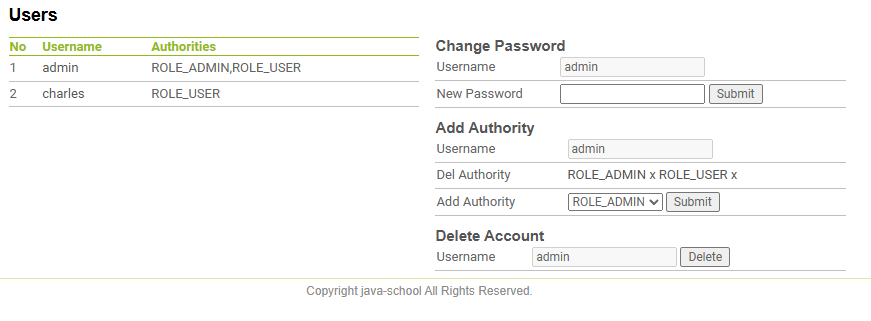 Users
No Username Authorities
1 admin ROLE_ADMIN,ROLE_USER
2 charles ROLE_USER
Change Password
Username admin
New Password Submit
Add Authority
Username admin
Del Authority ROLE_ADMIN x ROLE_USER x
Add Authority ROLE_ADMIN Submit
Delete Account
Username admin Delete
Copyright java-school All Rights Reserved.